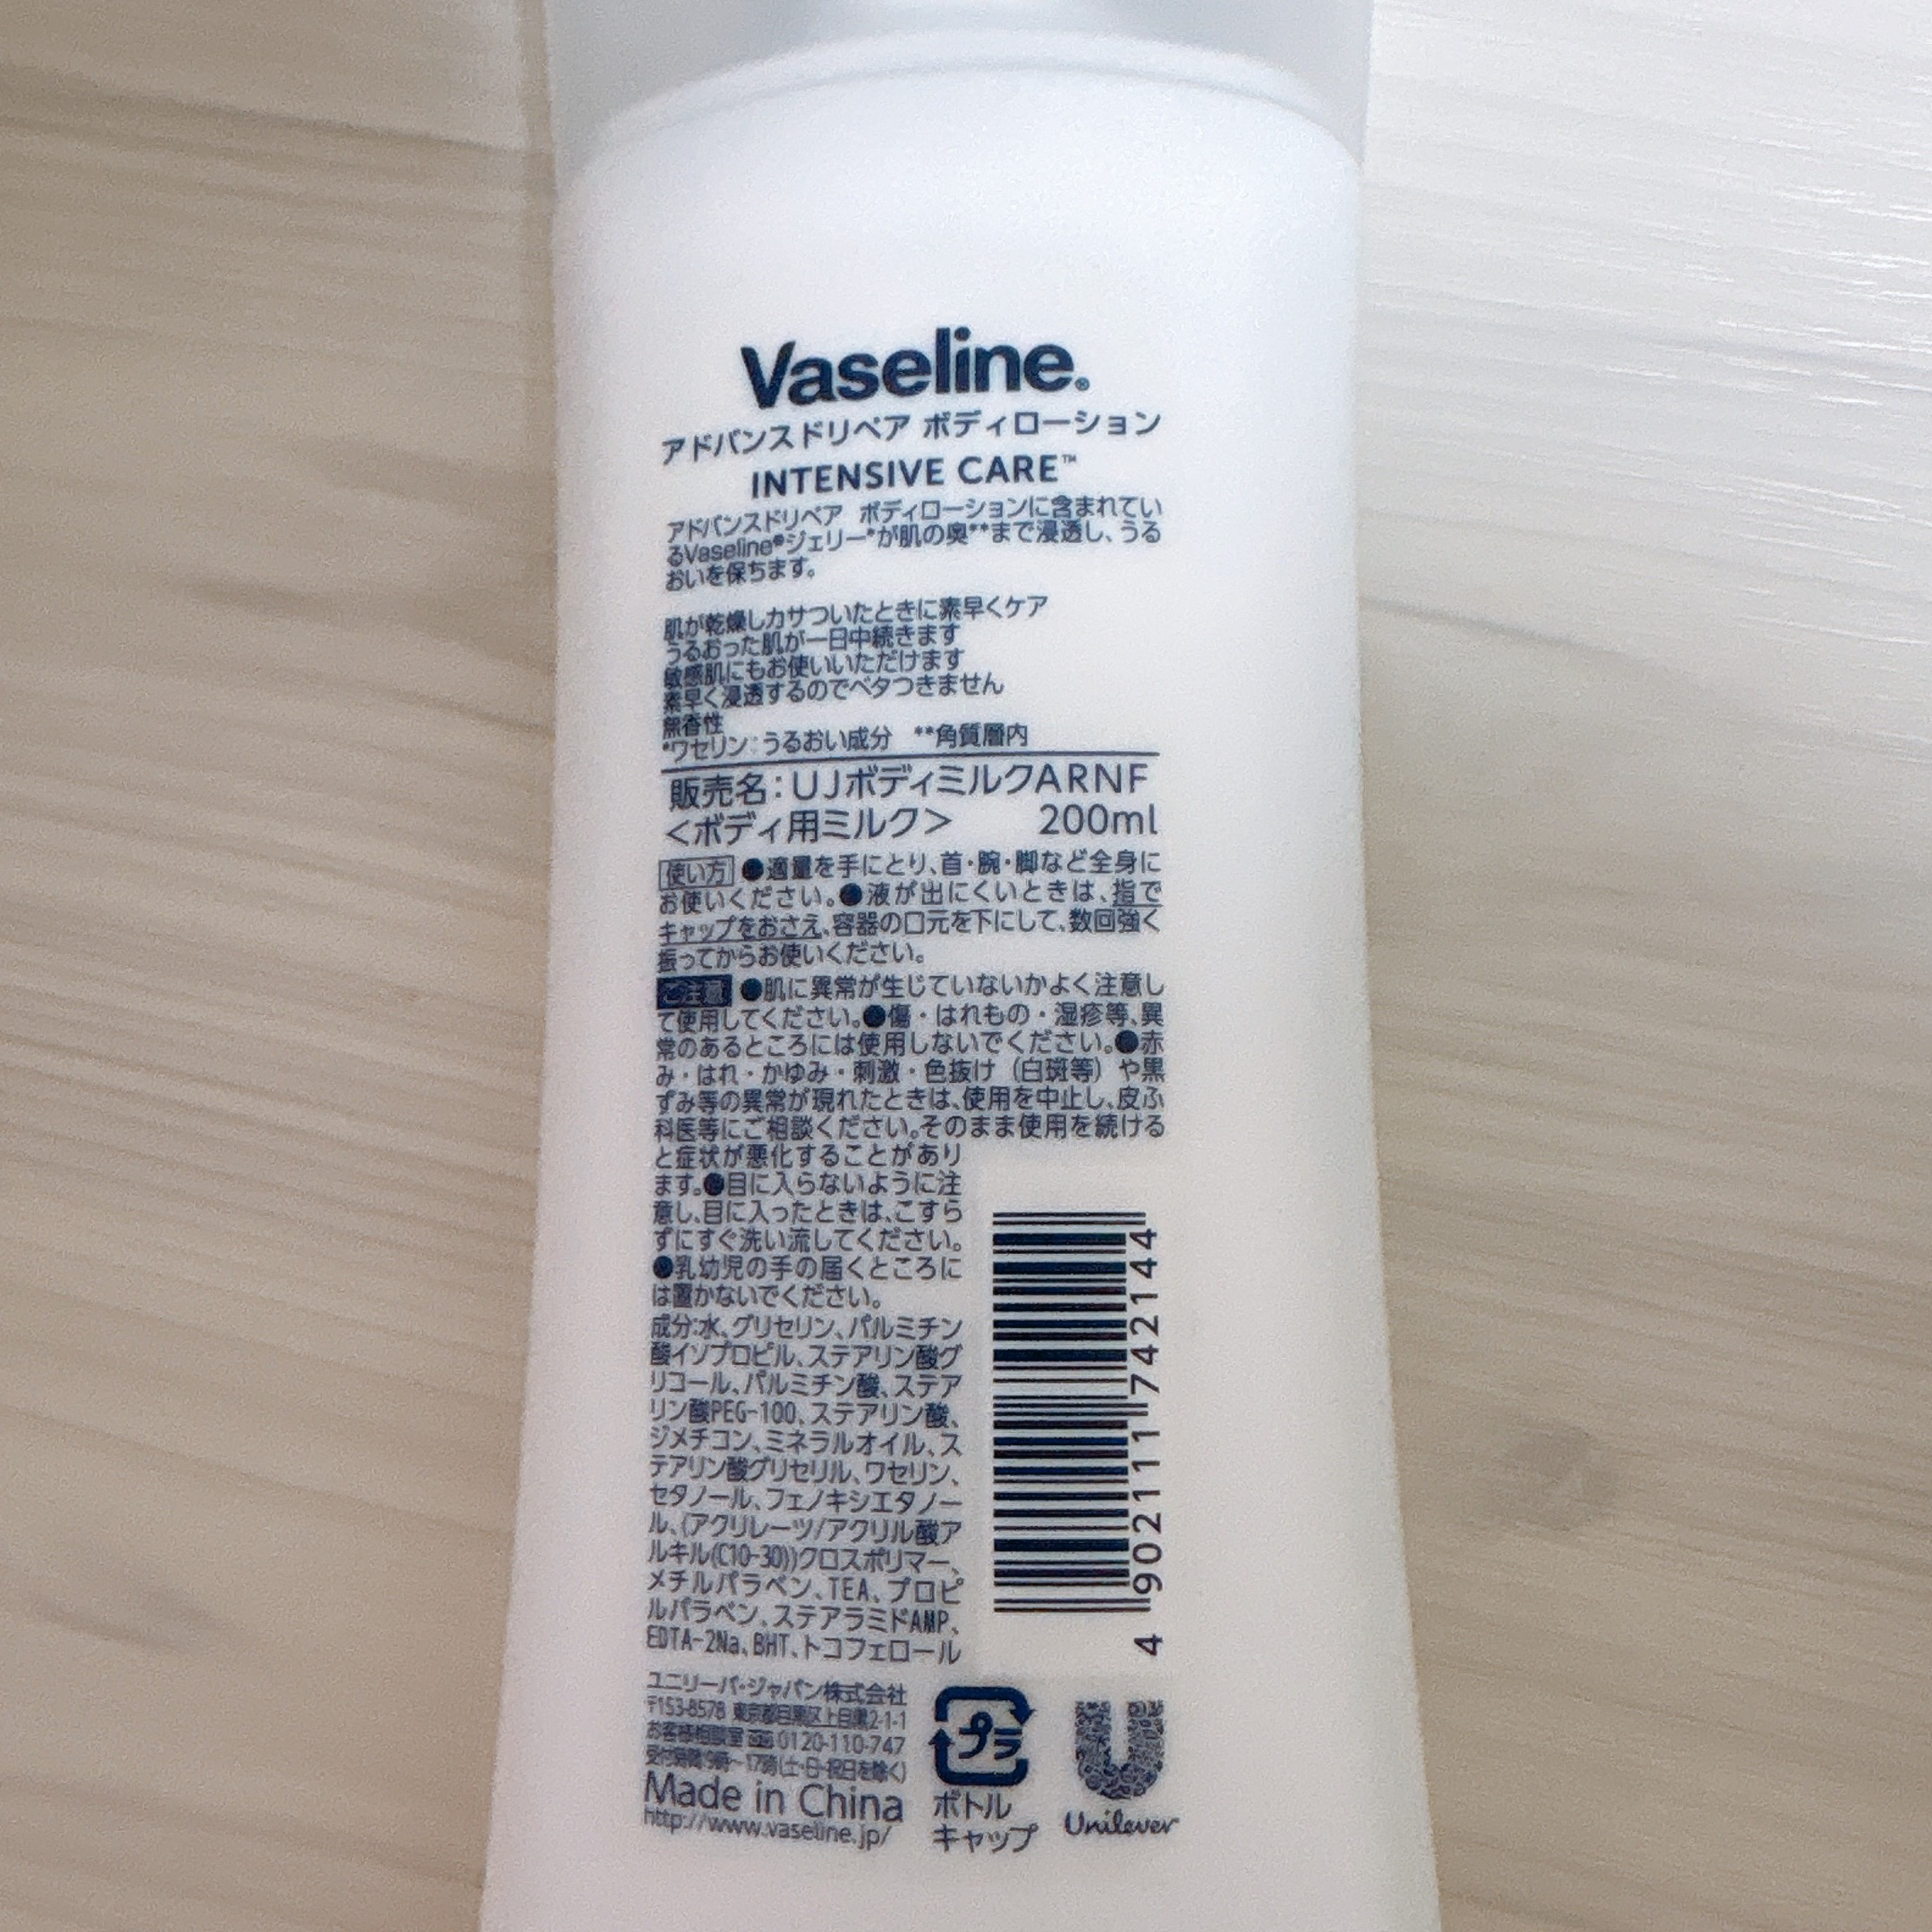 Vaseline®
アドバンスドリペア ボディローション
INTENSIVE CARE™
アドバンスドリペア ボディローションに含まれてい
るVaseline®ジェリー*が肌の奥**まで浸透し、うる
おいを保ちます。
肌が乾燥しカサついたときに素早くケア
うるおった肌が一日中続きます
敏感肌にもお使いいただけます
素早く浸透するのでベタつきません
無香性
*ワセリン：うるおい成分 **角質層内
販売名：UJボディミルクARNF
＜ボディ用ミルク＞ 200ml
使い方 ●適量を手にとり、首・腕・脚など全身に
お使いください。●液が出にくいときは、指で
キャップをおさえ、容器の口元を下にして、数回強く
振ってからお使いください。
ご注意 ●肌に異常が生じていないかよく注意し
て使用してください。●傷・はれもの・湿疹等、異
常のあるところには使用しないでください。●赤
み・はれ・かゆみ・刺激・色抜け（白斑等）や黒
ずみ等の異常が現れたときは、使用を中止し、皮ふ
科医等にご相談ください。そのまま使用を続ける
と症状が悪化することがあり
ます。●目に入らないように注
意し、目に入ったときは、こすら
ずにすぐ洗い流してください。
●乳幼児の手の届くところに
は置かないでください。
成分:水、グリセリン、パルミチン
酸イソプロピル、ステアリン酸グ
リコール、パルミチン酸、ステア
リン酸PEG-100、ステアリン酸、
ジメチコン、ミネラルオイル、ス
テアリン酸グリセリル、ワセリン、
セタノール、フェノキシエタノー
ル、(アクリレーツ/アクリル酸ア
ルキル(C10-30))クロスポリマー、
メチルパラベン、TEA、プロピ
ルパラベン、ステアラミドAMP、
EDTA-2Na、BHT、トコフェロール
4 902111 742144
ユニリーバ・ジャパン株式会社
〒153-8578 東京都目黒区上目黒2-1-1
お客様相談室 0120-110-747
受付時間:9時～17時(土・日・祝日を除く)
Made in China
http://www.vaseline.jp/
プラ
ボトル
キャップ
Unilever